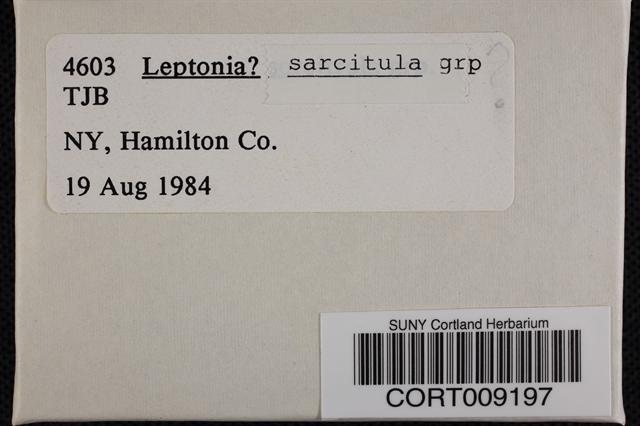 4603 Leptonia? sarcitula grp ?
TJB
NY, Hamilton Co.
19 Aug 1984
SUNY Cortland Herbarium
CORT009197